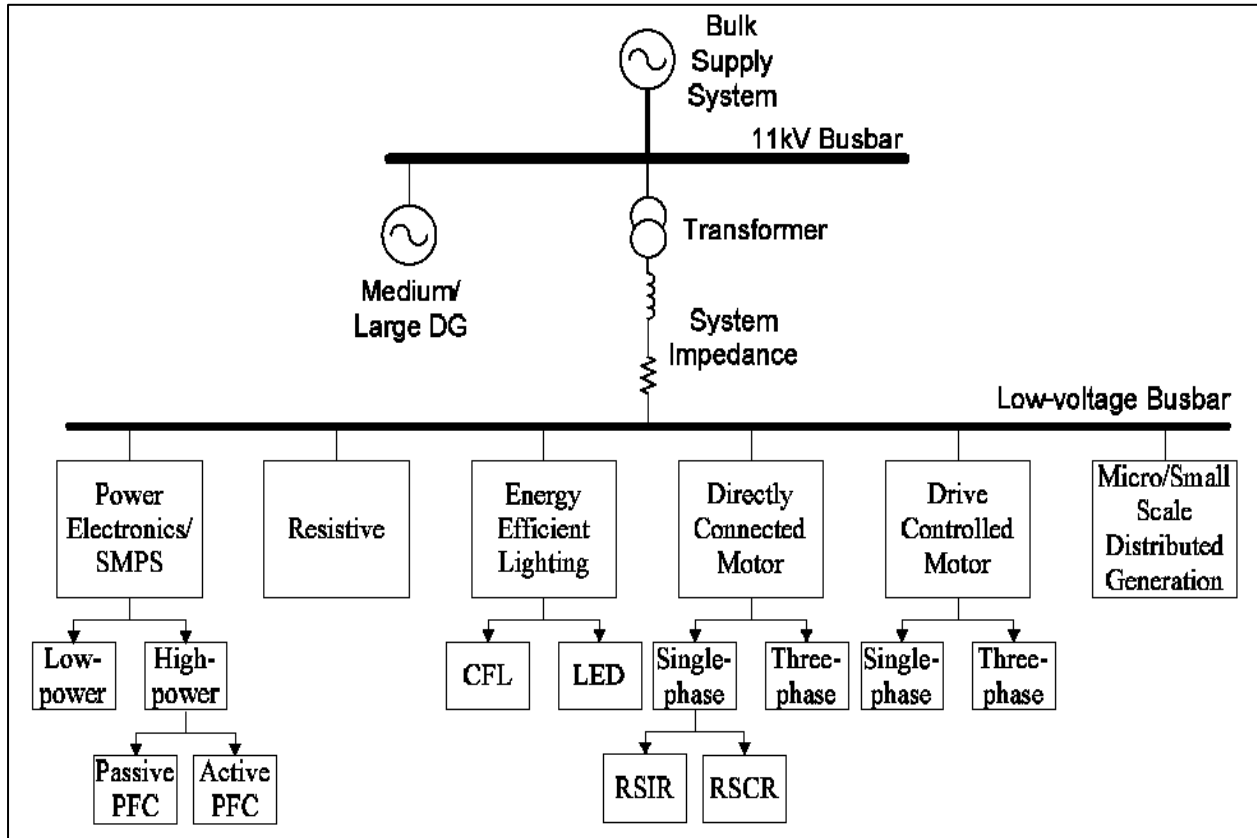 Bulk
Supply
System
11kV Busbar
Transformer
Medium/
Large DG
System
Impedance
Low-voltage Busbar
Power
Electronics/
SMPS
Resistive
Energy
Efficient
Lighting
Directly
Connected
Motor
Drive
Controlled
Motor
Micro/Small
Scale
Distributed
Generation
Low-
power
High-
power
CFL
LED
Single-
phase
Three-
phase
Single-
phase
Three-
phase
Passive
PFC
Active
PFC
RSIR
RSCR